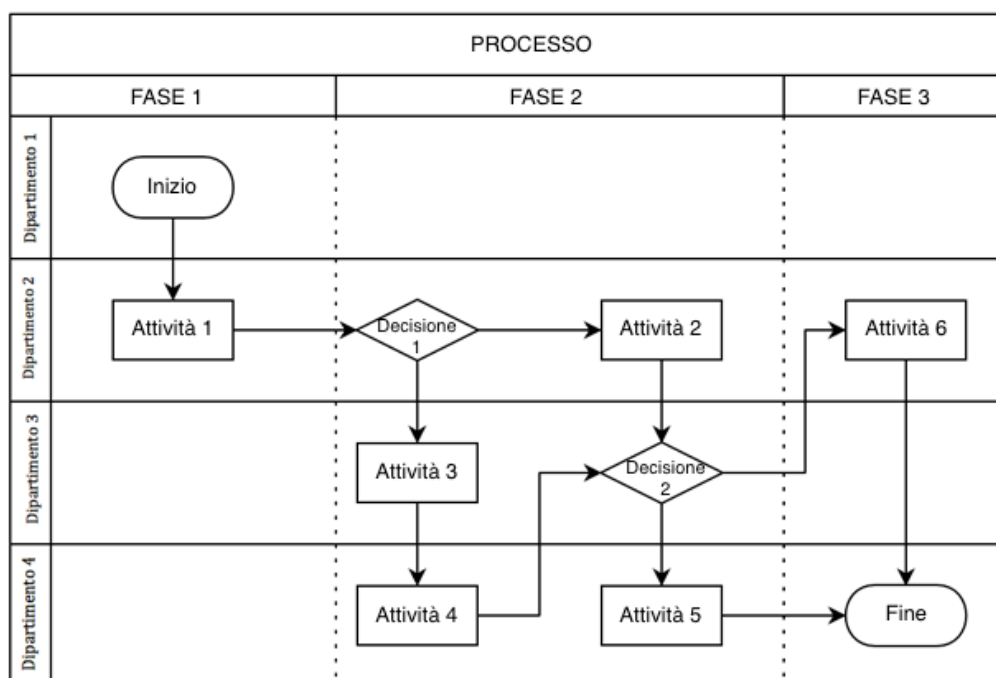 PROCESSO
FASE 1
FASE 2
FASE 3
Dipartimento 1
Inizio
Dipartimento 2
Attività 1
Decisione
1
Attività 2
Attività 6
Dipartimento 3
Attività 3
Decisione
2
Dipartimento 4
Attività 4
Attività 5
Fine